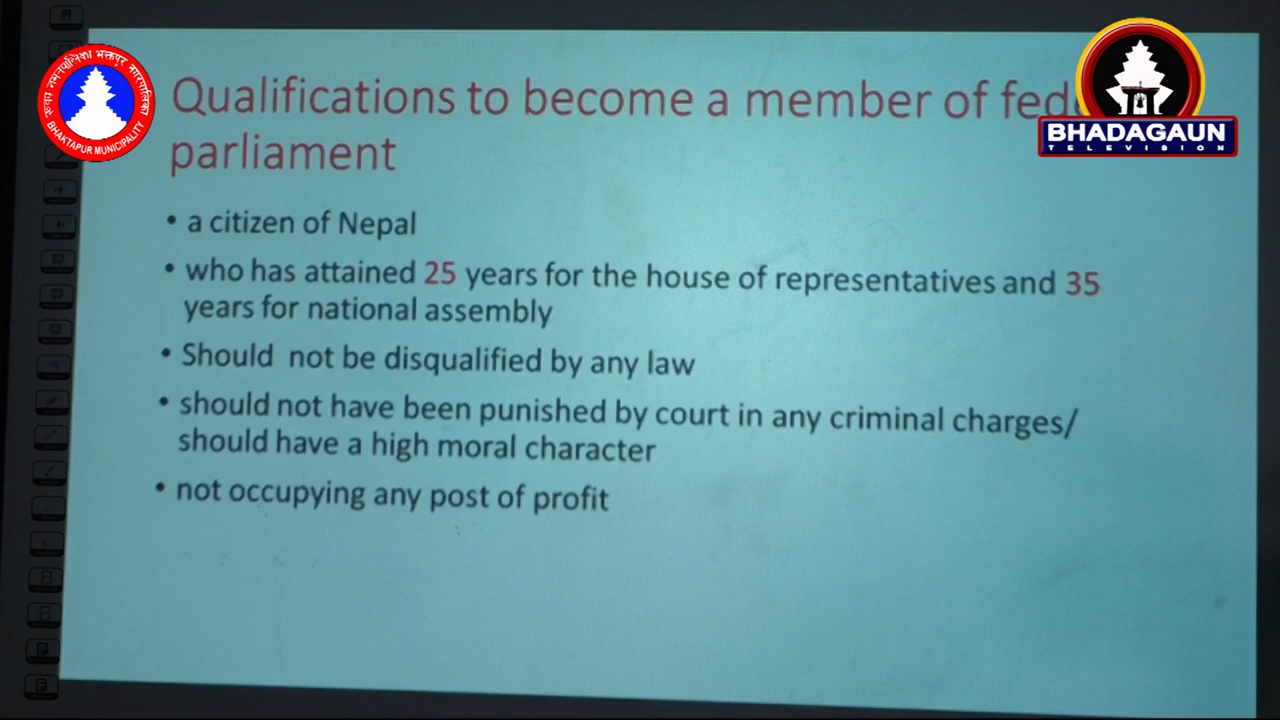 Qualifications to become a member of
parliament
• a citizen of Nepal
• who has attained 25 years for the house of representatives and 35
years for national assembly
• Should not be disqualified by any law
• should not have been punished by court in any criminal charges/
should have a high moral character
• not occupying any post of profit
BHAKTAPUR MUNICIPALITY
BHADAGAUN
TELEVISION